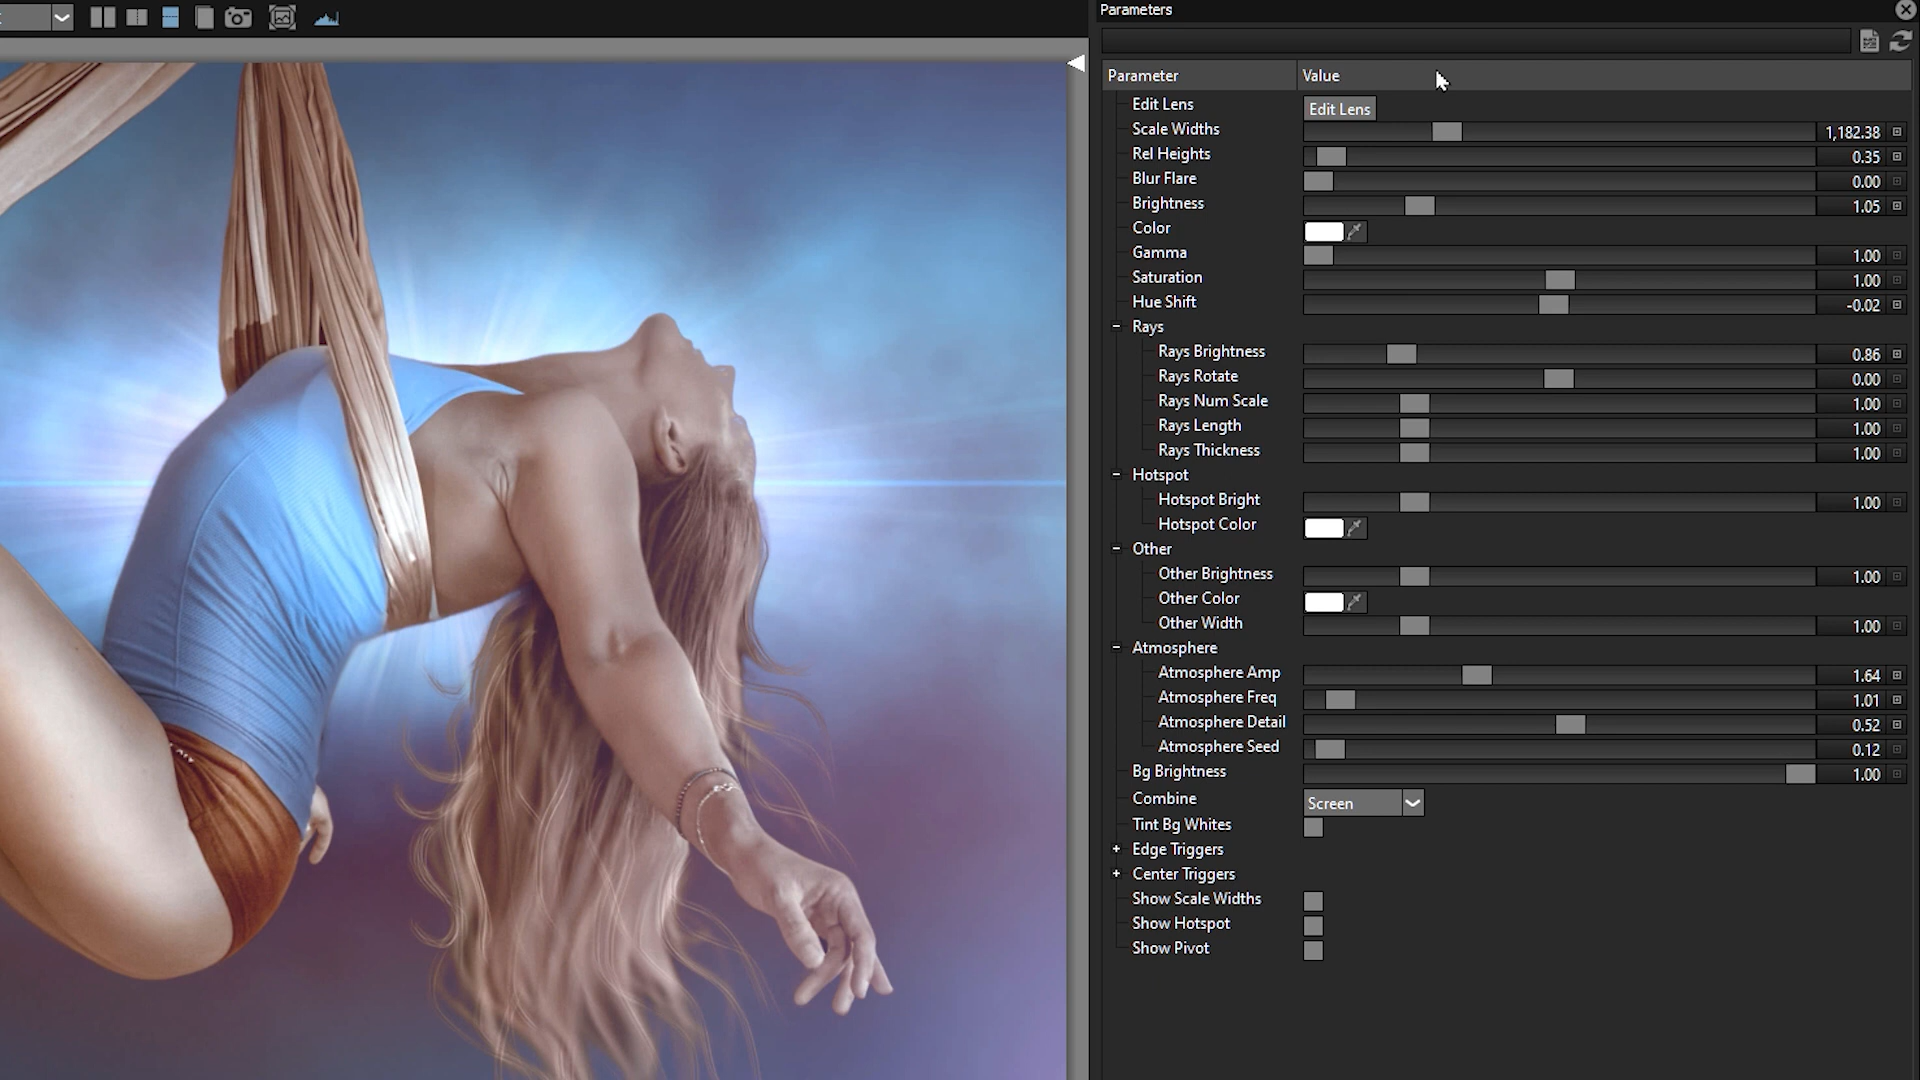 Parameters
Parameter Value
Edit Lens Edit Lens
Scale Widths 1,182.38
Rel Heights 0.35
Blur Flare 0.00
Brightness 1.05
Color
Gamma 1.00
Saturation 1.00
Hue Shift -0.02
Rays
Rays Brightness 0.86
Rays Rotate 0.00
Rays Num Scale 1.00
Rays Length 1.00
Rays Thickness 1.00
Hotspot
Hotspot Bright 1.00
Hotspot Color
Other
Other Brightness 1.00
Other Color
Other Width 1.00
Atmosphere
Atmosphere Amp 1.64
Atmosphere Freq 1.01
Atmosphere Detail 0.52
Atmosphere Seed 0.12
Bg Brightness 1.00
Combine Screen
Tint Bg Whites
Edge Triggers
Center Triggers
Show Scale Widths
Show Hotspot
Show Pivot